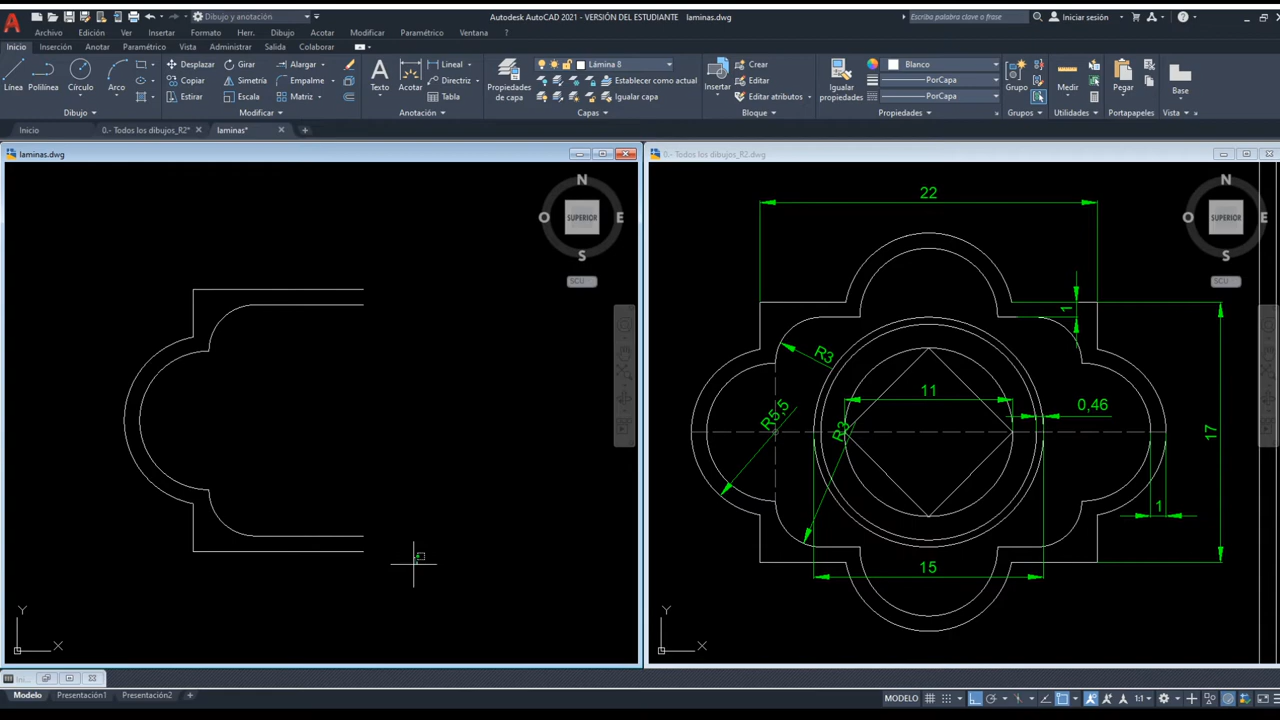 Dibujo y anotación
Autodesk AutoCAD 2021 - VERSIÓN DEL ESTUDIANTE laminas.dwg
Escriba palabra clave o frase
Iniciar sesión
Archivo Edición Ver Insertar Formato Herr. Dibujo Acotar Modificar Paramétrico Ventana ?
Inicio Inserción Anotar Paramétrico Vista Administrar Salida Colaborar
Línea Polilínea Círculo Arco
Desplazar Girar Alargar
Copiar Simetría Empalme
Estirar Escala Matriz
Texto Acotar
Lineal
Directriz
Tabla
Propiedades de capa
Lámina 8
Establecer como actual
Igualar capa
Insertar
Crear
Editar
Editar atributos
Igualar propiedades
Blanco
PorCapa
PorCapa
Grupo
Medir
Pegar
Base
Dibujo Modificar Anotación Capas Bloque Propiedades Grupos Utilidades Portapapeles Vista
Inicio 0.- Todos los dibujos_R2* laminas*
laminas.dwg
0.- Todos los dibujos_R2.dwg
N
O SUPERIOR E
S
SCU
Y
X
N
O SUPERIOR E
S
SCU
22
1
R3
11
0,46
R5,5
R3
17
1
15
Y
X
Ini...
Modelo Presentación1 Presentación2 +
MODELO
1:1